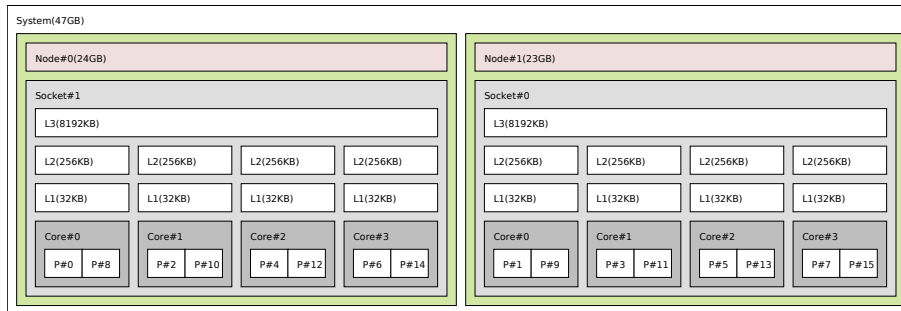 System(47GB)
Node#0(24GB)
Socket#1
L3(8192KB)
L2(256KB) L2(256KB) L2(256KB) L2(256KB)
L1(32KB) L1(32KB) L1(32KB) L1(32KB)
Core#0 Core#1 Core#2 Core#3
P#0 P#8 P#2 P#10 P#4 P#12 P#6 P#14
Node#1(23GB)
Socket#0
L3(8192KB)
L2(256KB) L2(256KB) L2(256KB) L2(256KB)
L1(32KB) L1(32KB) L1(32KB) L1(32KB)
Core#0 Core#1 Core#2 Core#3
P#1 P#9 P#3 P#11 P#5 P#13 P#7 P#15